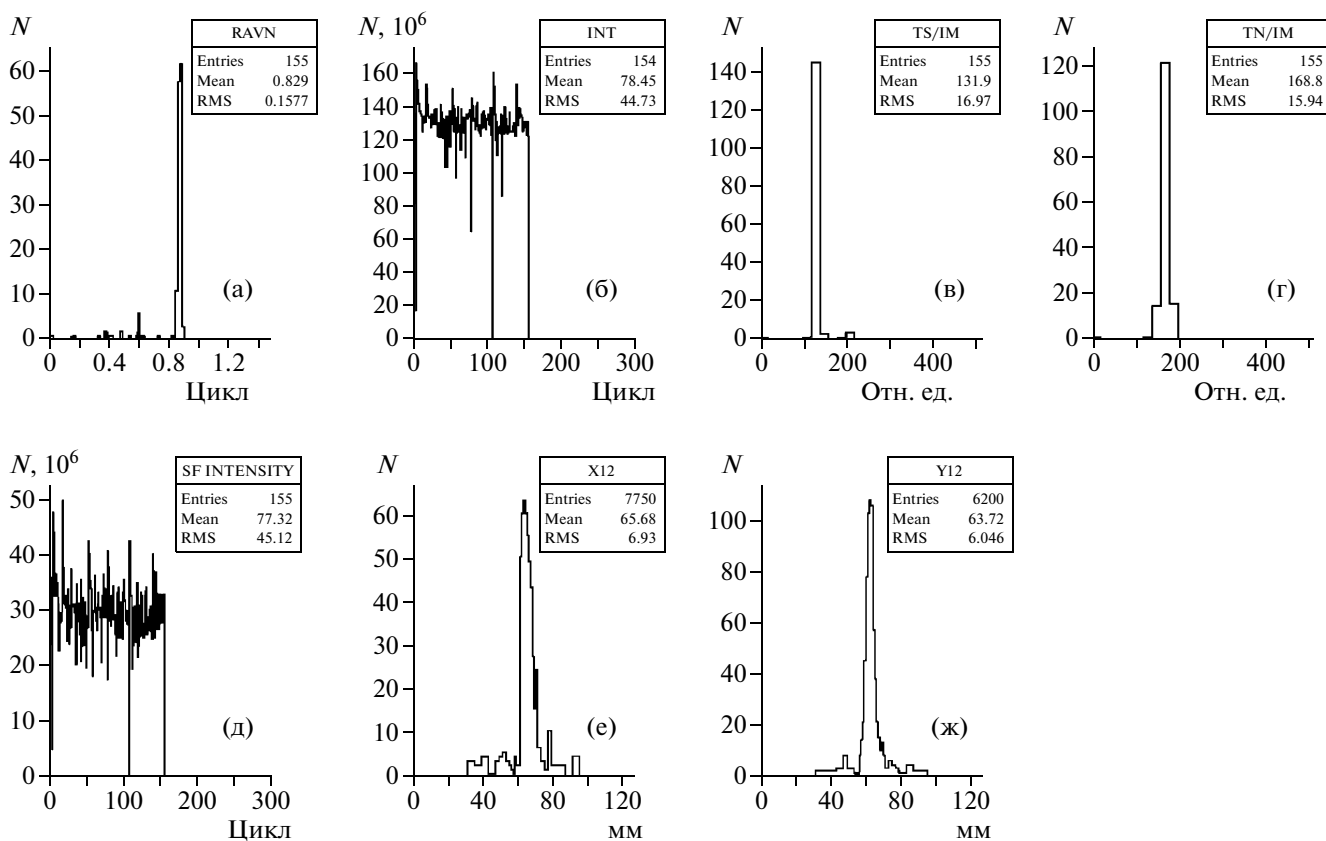 N
RAVN
Entries 155
Mean 0.829
RMS 0.1577
60
50
40
30
20
10
0
0 0.4 0.8 1.2
Цикл
(а)
N, 10⁶
INT
Entries 154
Mean 78.45
RMS 44.73
160
140
120
100
80
60
40
20
0
0 100 200 300
Цикл
(б)
N
TS/IM
Entries 155
Mean 131.9
RMS 16.97
140
120
100
80
60
40
20
0
0 200 400
Отн. ед.
(в)
N
TN/IM
Entries 155
Mean 168.8
RMS 15.94
120
100
80
60
40
20
0
0 200 400
Отн. ед.
(г)
N, 10⁶
SF INTENSITY
Entries 155
Mean 77.32
RMS 45.12
50
40
30
20
10
0
0 100 200 300
Цикл
(д)
N
X12
Entries 7750
Mean 65.68
RMS 6.93
60
50
40
30
20
10
0
0 40 80 120
мм
(е)
N
Y12
Entries 6200
Mean 63.72
RMS 6.046
100
80
60
40
20
0
0 40 80 120
мм
(ж)